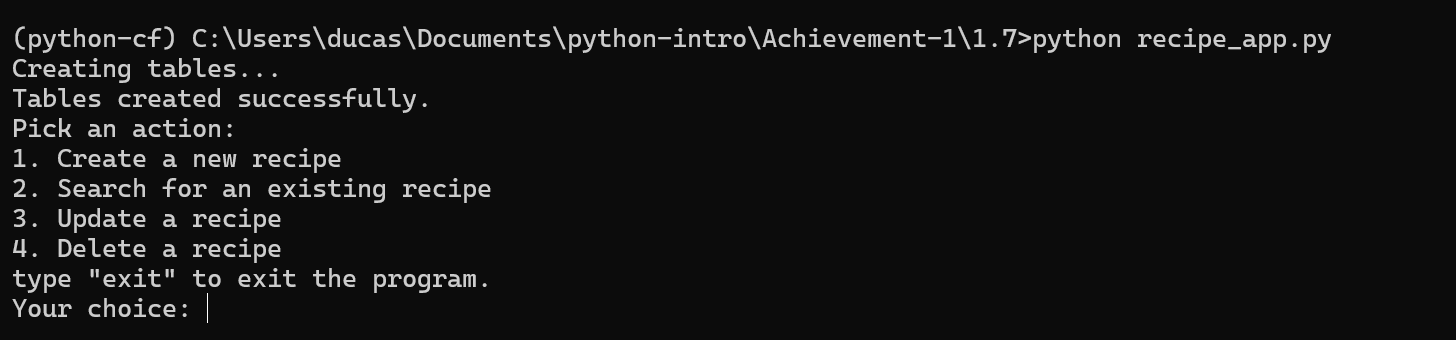 (python-cf) C:\Users\ducas\Documents\python-intro\Achievement-1\1.7>python recipe_app.py
Creating tables...
Tables created successfully.
Pick an action:
1. Create a new recipe
2. Search for an existing recipe
3. Update a recipe
4. Delete a recipe
type "exit" to exit the program.
Your choice: